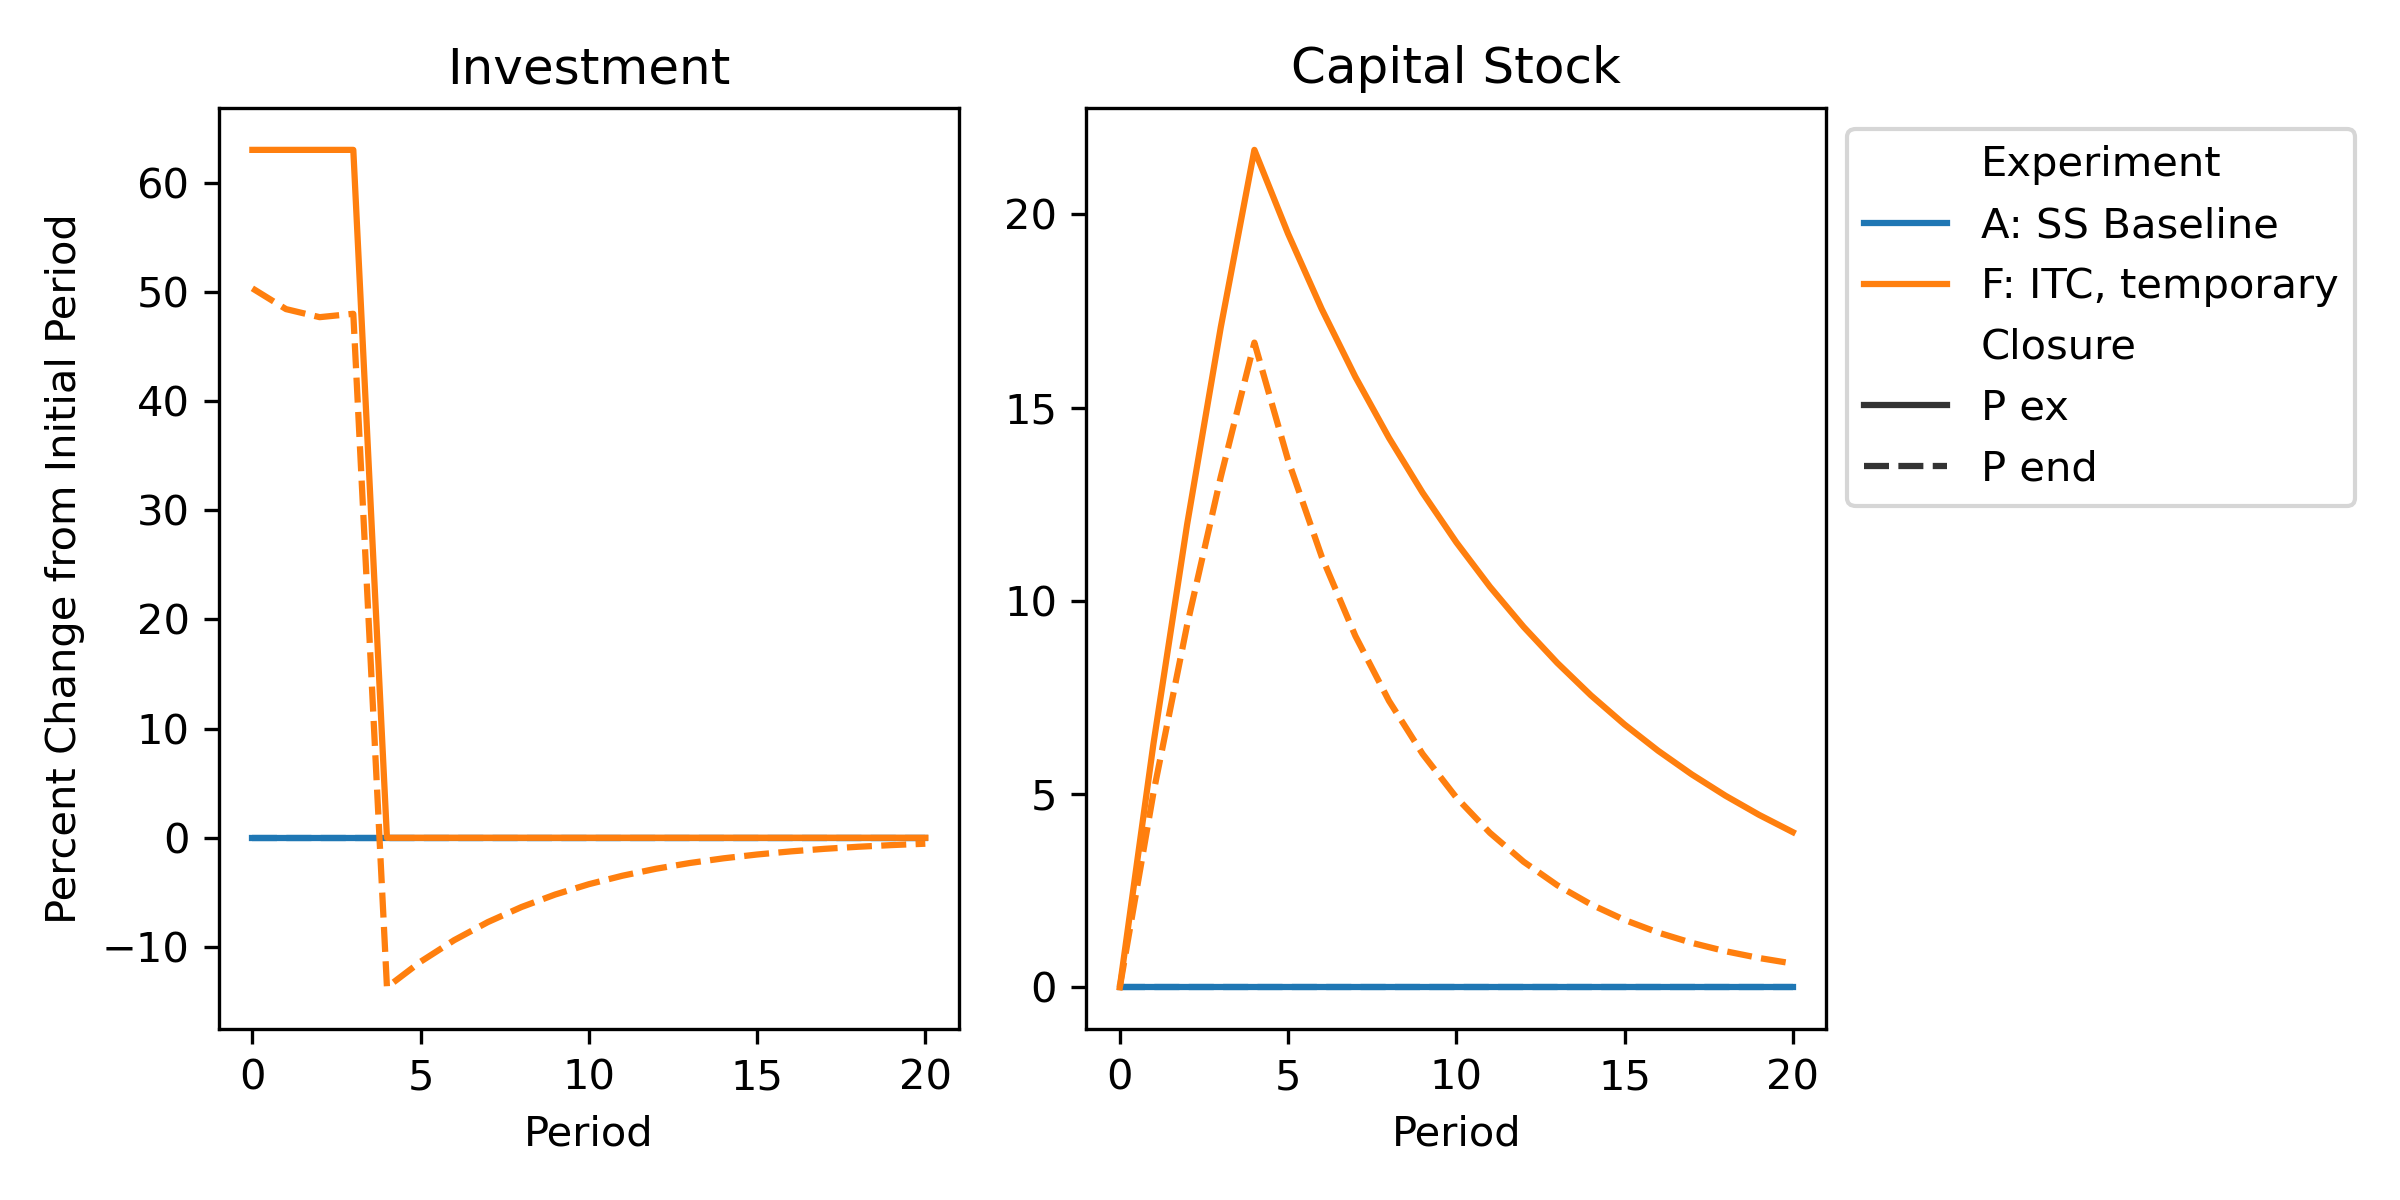 Investment
Percent Change from Initial Period
60
50
40
30
20
10
0
−10
0 5 10 15 20
Period
Capital Stock
20
15
10
5
0
0 5 10 15 20
Period
Experiment
A: SS Baseline
F: ITC, temporary
Closure
P ex
P end